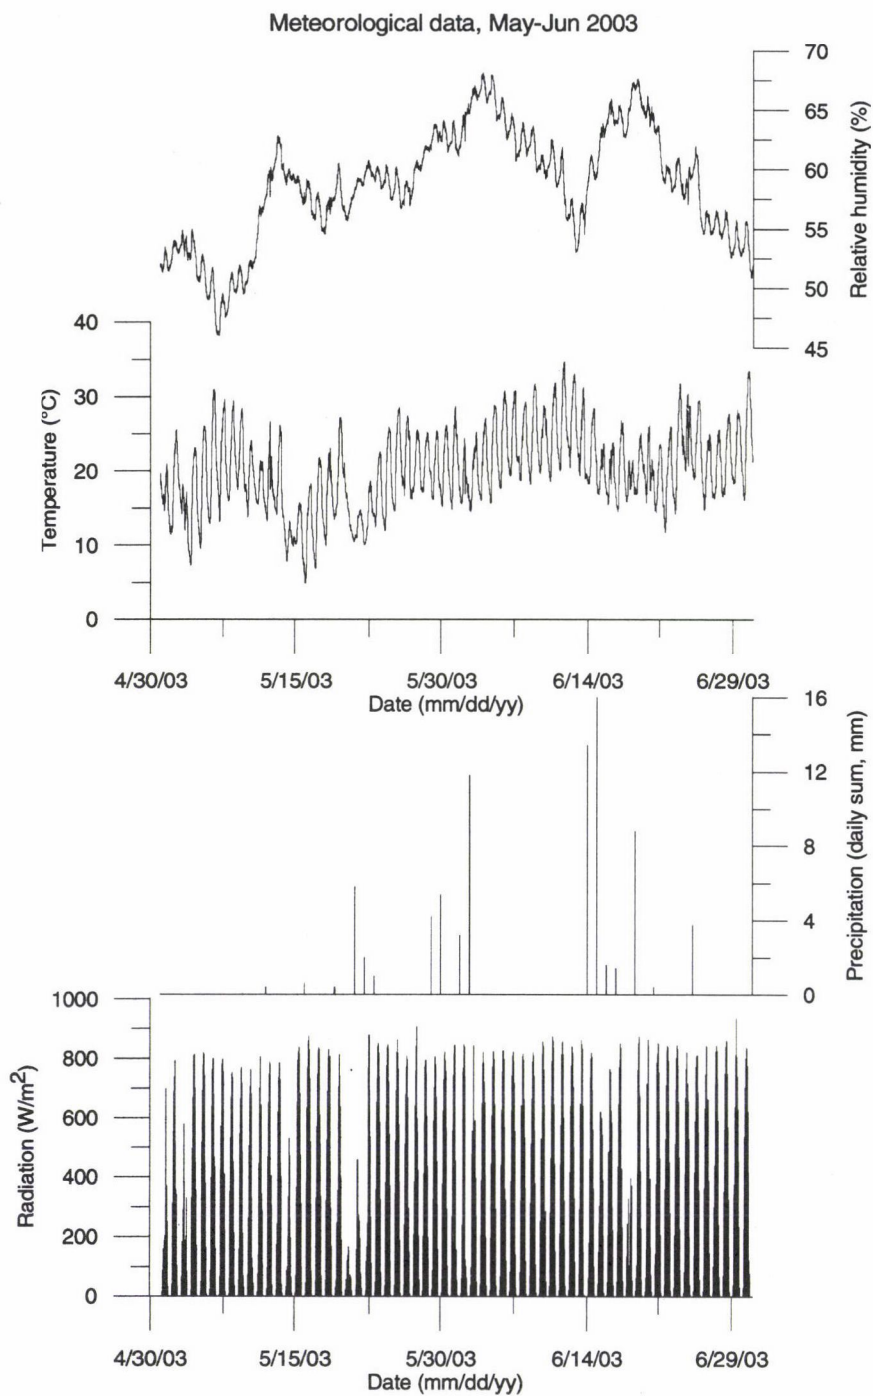 Meteorological data, May-Jun 2003
70
65
60
55
50
45
Relative humidity (%)
40
30
20
10
0
Temperature (°C)
4/30/03 5/15/03 5/30/03 6/14/03 6/29/03
Date (mm/dd/yy)
16
12
8
4
0
Precipitation (daily sum, mm)
1000
800
600
400
200
0
Radiation (W/m²)
4/30/03 5/15/03 5/30/03 6/14/03 6/29/03
Date (mm/dd/yy)